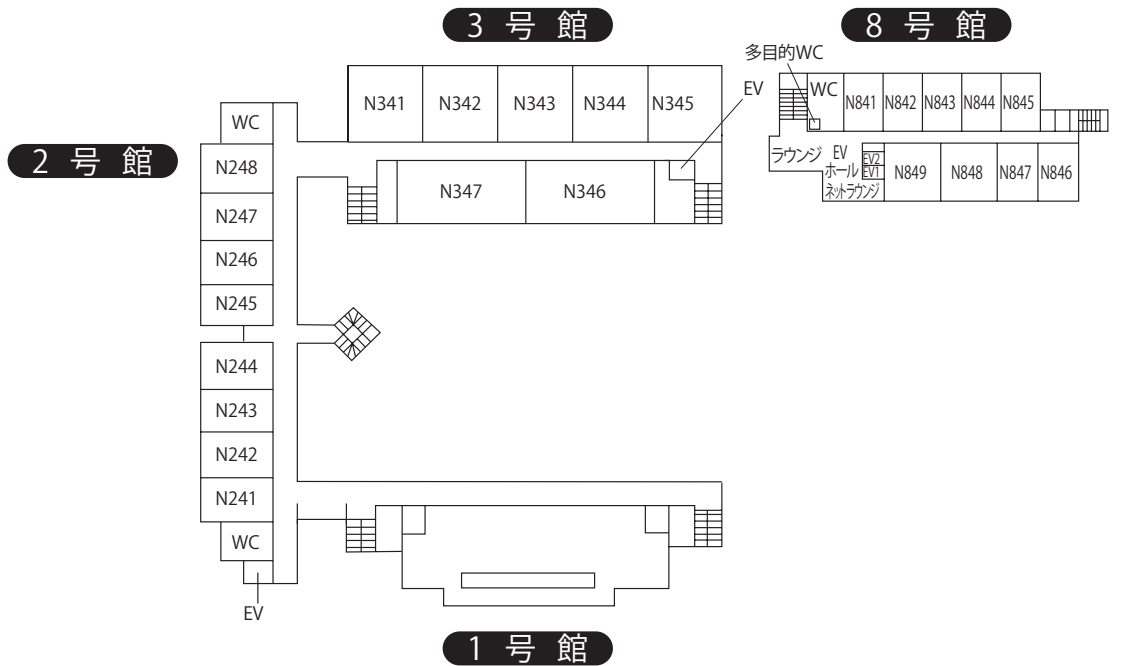 3 号 館
8 号 館
多目的WC
EV
WC
N341
N342
N343
N344
N345
N347
N346
WC
N841
N842
N843
N844
N845
ラウンジ
EV
ホール
ネットラウンジ
EV2
EV1
N849
N848
N847
N846
2 号 館
N248
N247
N246
N245
N244
N243
N242
N241
WC
EV
1 号 館